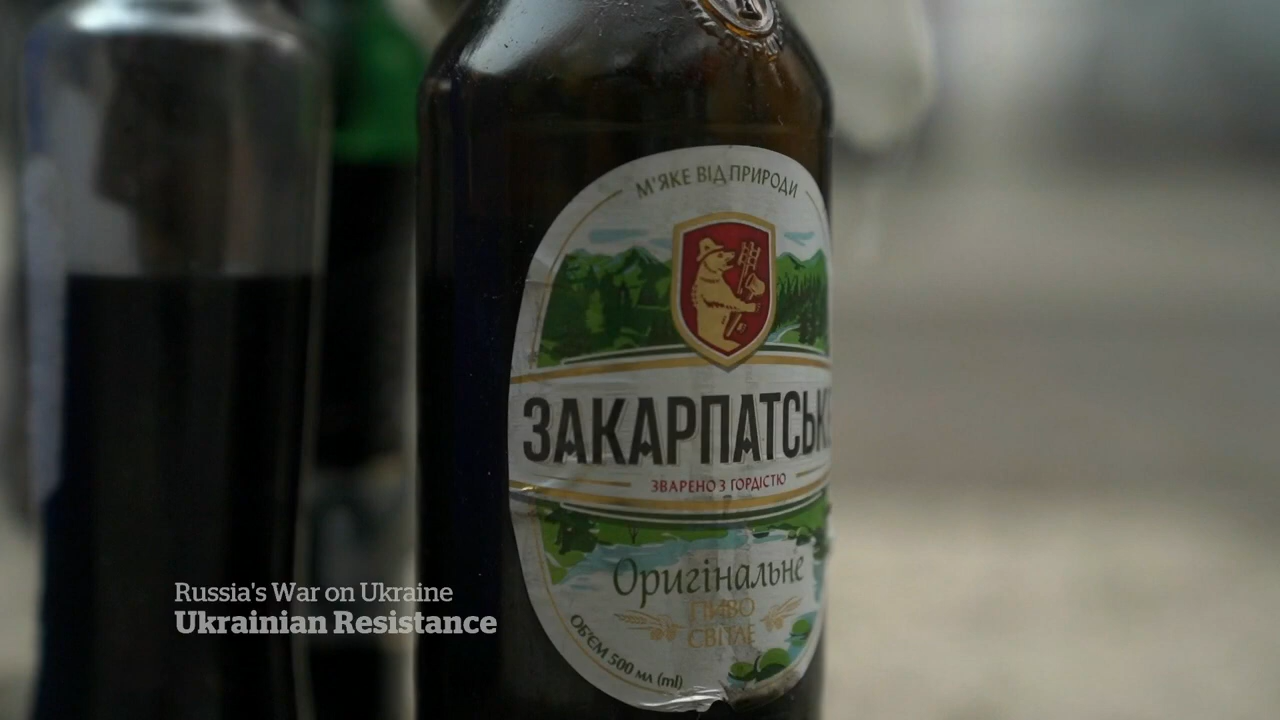 М'ЯКЕ ВІД ПРИРОДИ
ЗАКАРПАТСЬК
ЗВАРЕНО З ГОРДІСТЮ
Оригінальне
ПИВО
СВІТЛЕ
ОБ'ЄМ 500 мл (ml)
Russia's War on Ukraine
Ukrainian Resistance